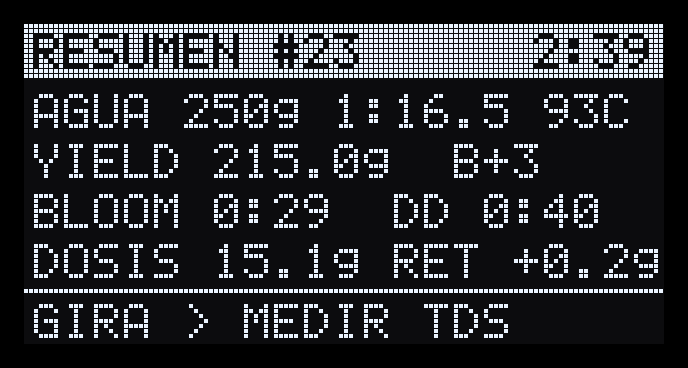 RESUMEN #23 2:39
AGUA 250g 1:16.5 93C
YIELD 215.0g B+3
BLOOM 0:29 DD 0:40
DOSIS 15.1g RET +0.2g
GIRA > MEDIR TDS